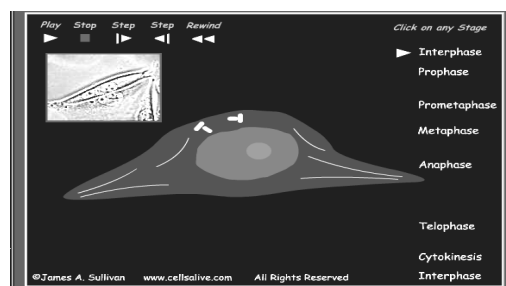 Play Stop Step Step Rewind
Click on any Stage
Interphase
Prophase
Prometaphase
Metaphase
Anaphase
Telophase
Cytokinesis
Interphase
©James A. Sullivan www.cellsalive.com All Rights Reserved